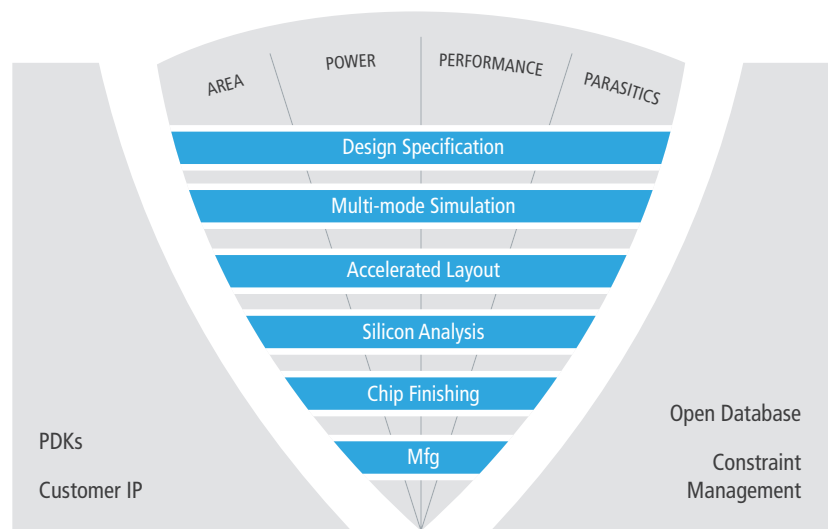 AREA
POWER
PERFORMANCE
PARASITICS
Design Specification
Multi-mode Simulation
Accelerated Layout
Silicon Analysis
Chip Finishing
Mfg
PDKs
Customer IP
Open Database
Constraint
Management